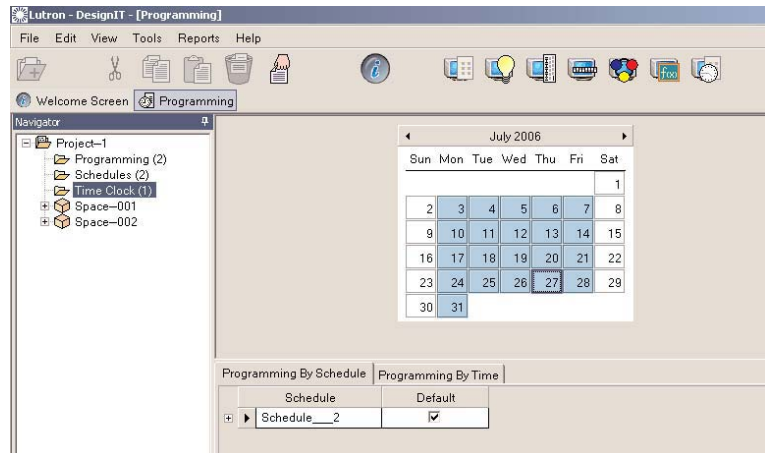 Lutron - DesignIT - [Programming]
File Edit View Tools Reports Help
foo
Welcome Screen Programming
Navigator
Project-1
Programming (2)
Schedules (2)
Time Clock (1)
Space-001
Space-002
July 2006
Sun Mon Tue Wed Thu Fri Sat
1
2 3 4 5 6 7 8
9 10 11 12 13 14 15
16 17 18 19 20 21 22
23 24 25 26 27 28 29
30 31
Programming By Schedule Programming By Time
Schedule Default
Schedule___2